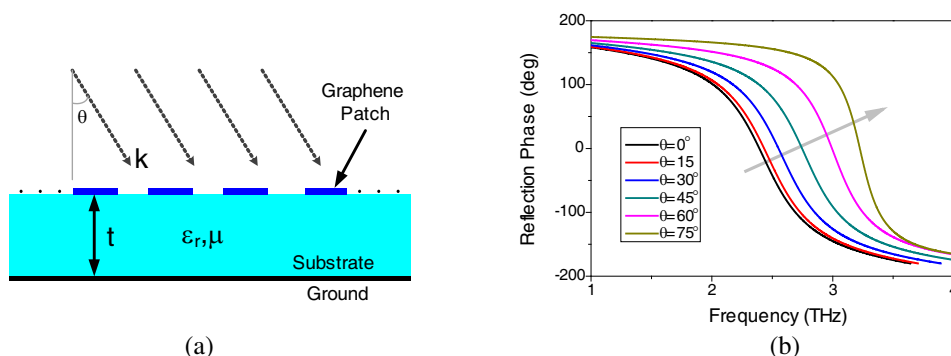 θ
k
Graphene
Patch
t
εr,μ
Substrate
Ground
(a)
Reflection Phase (deg)
200
100
0
-100
-200
θ=0°
θ=15
θ=30°
θ=45°
θ=60°
θ=75°
1 2 3 4
Frequency (THz)
(b)